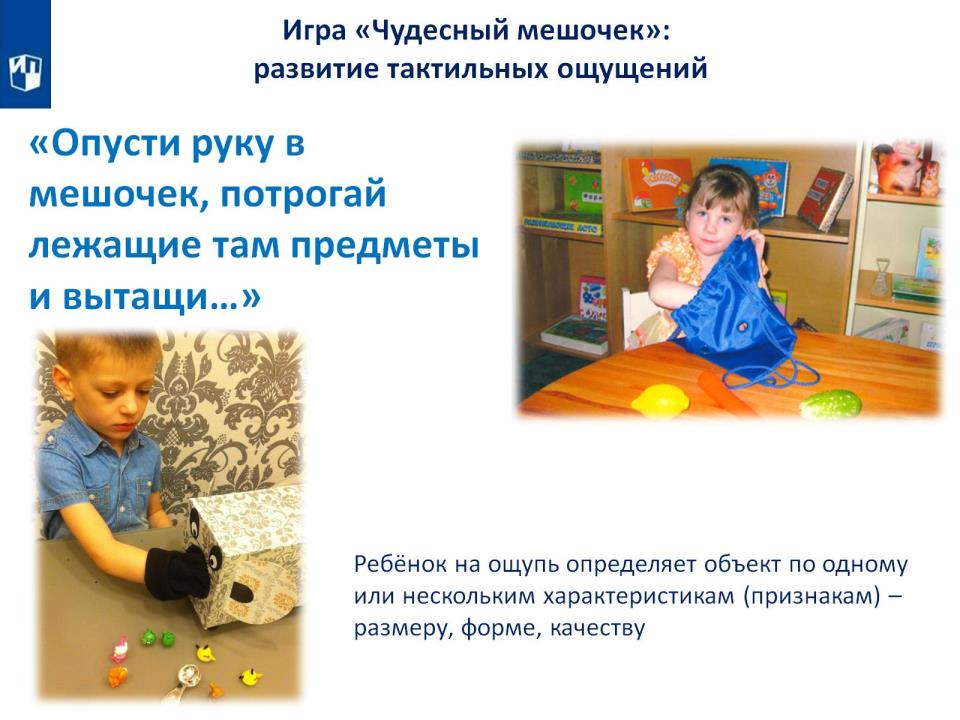 Игра «Чудесный мешочек»:
развитие тактильных ощущений
«Опусти руку в
мешочек, потрогай
лежащие там предметы
и вытащи…»
Ребёнок на ощупь определяет объект по одному
или нескольким характеристикам (признакам) –
размеру, форме, качеству